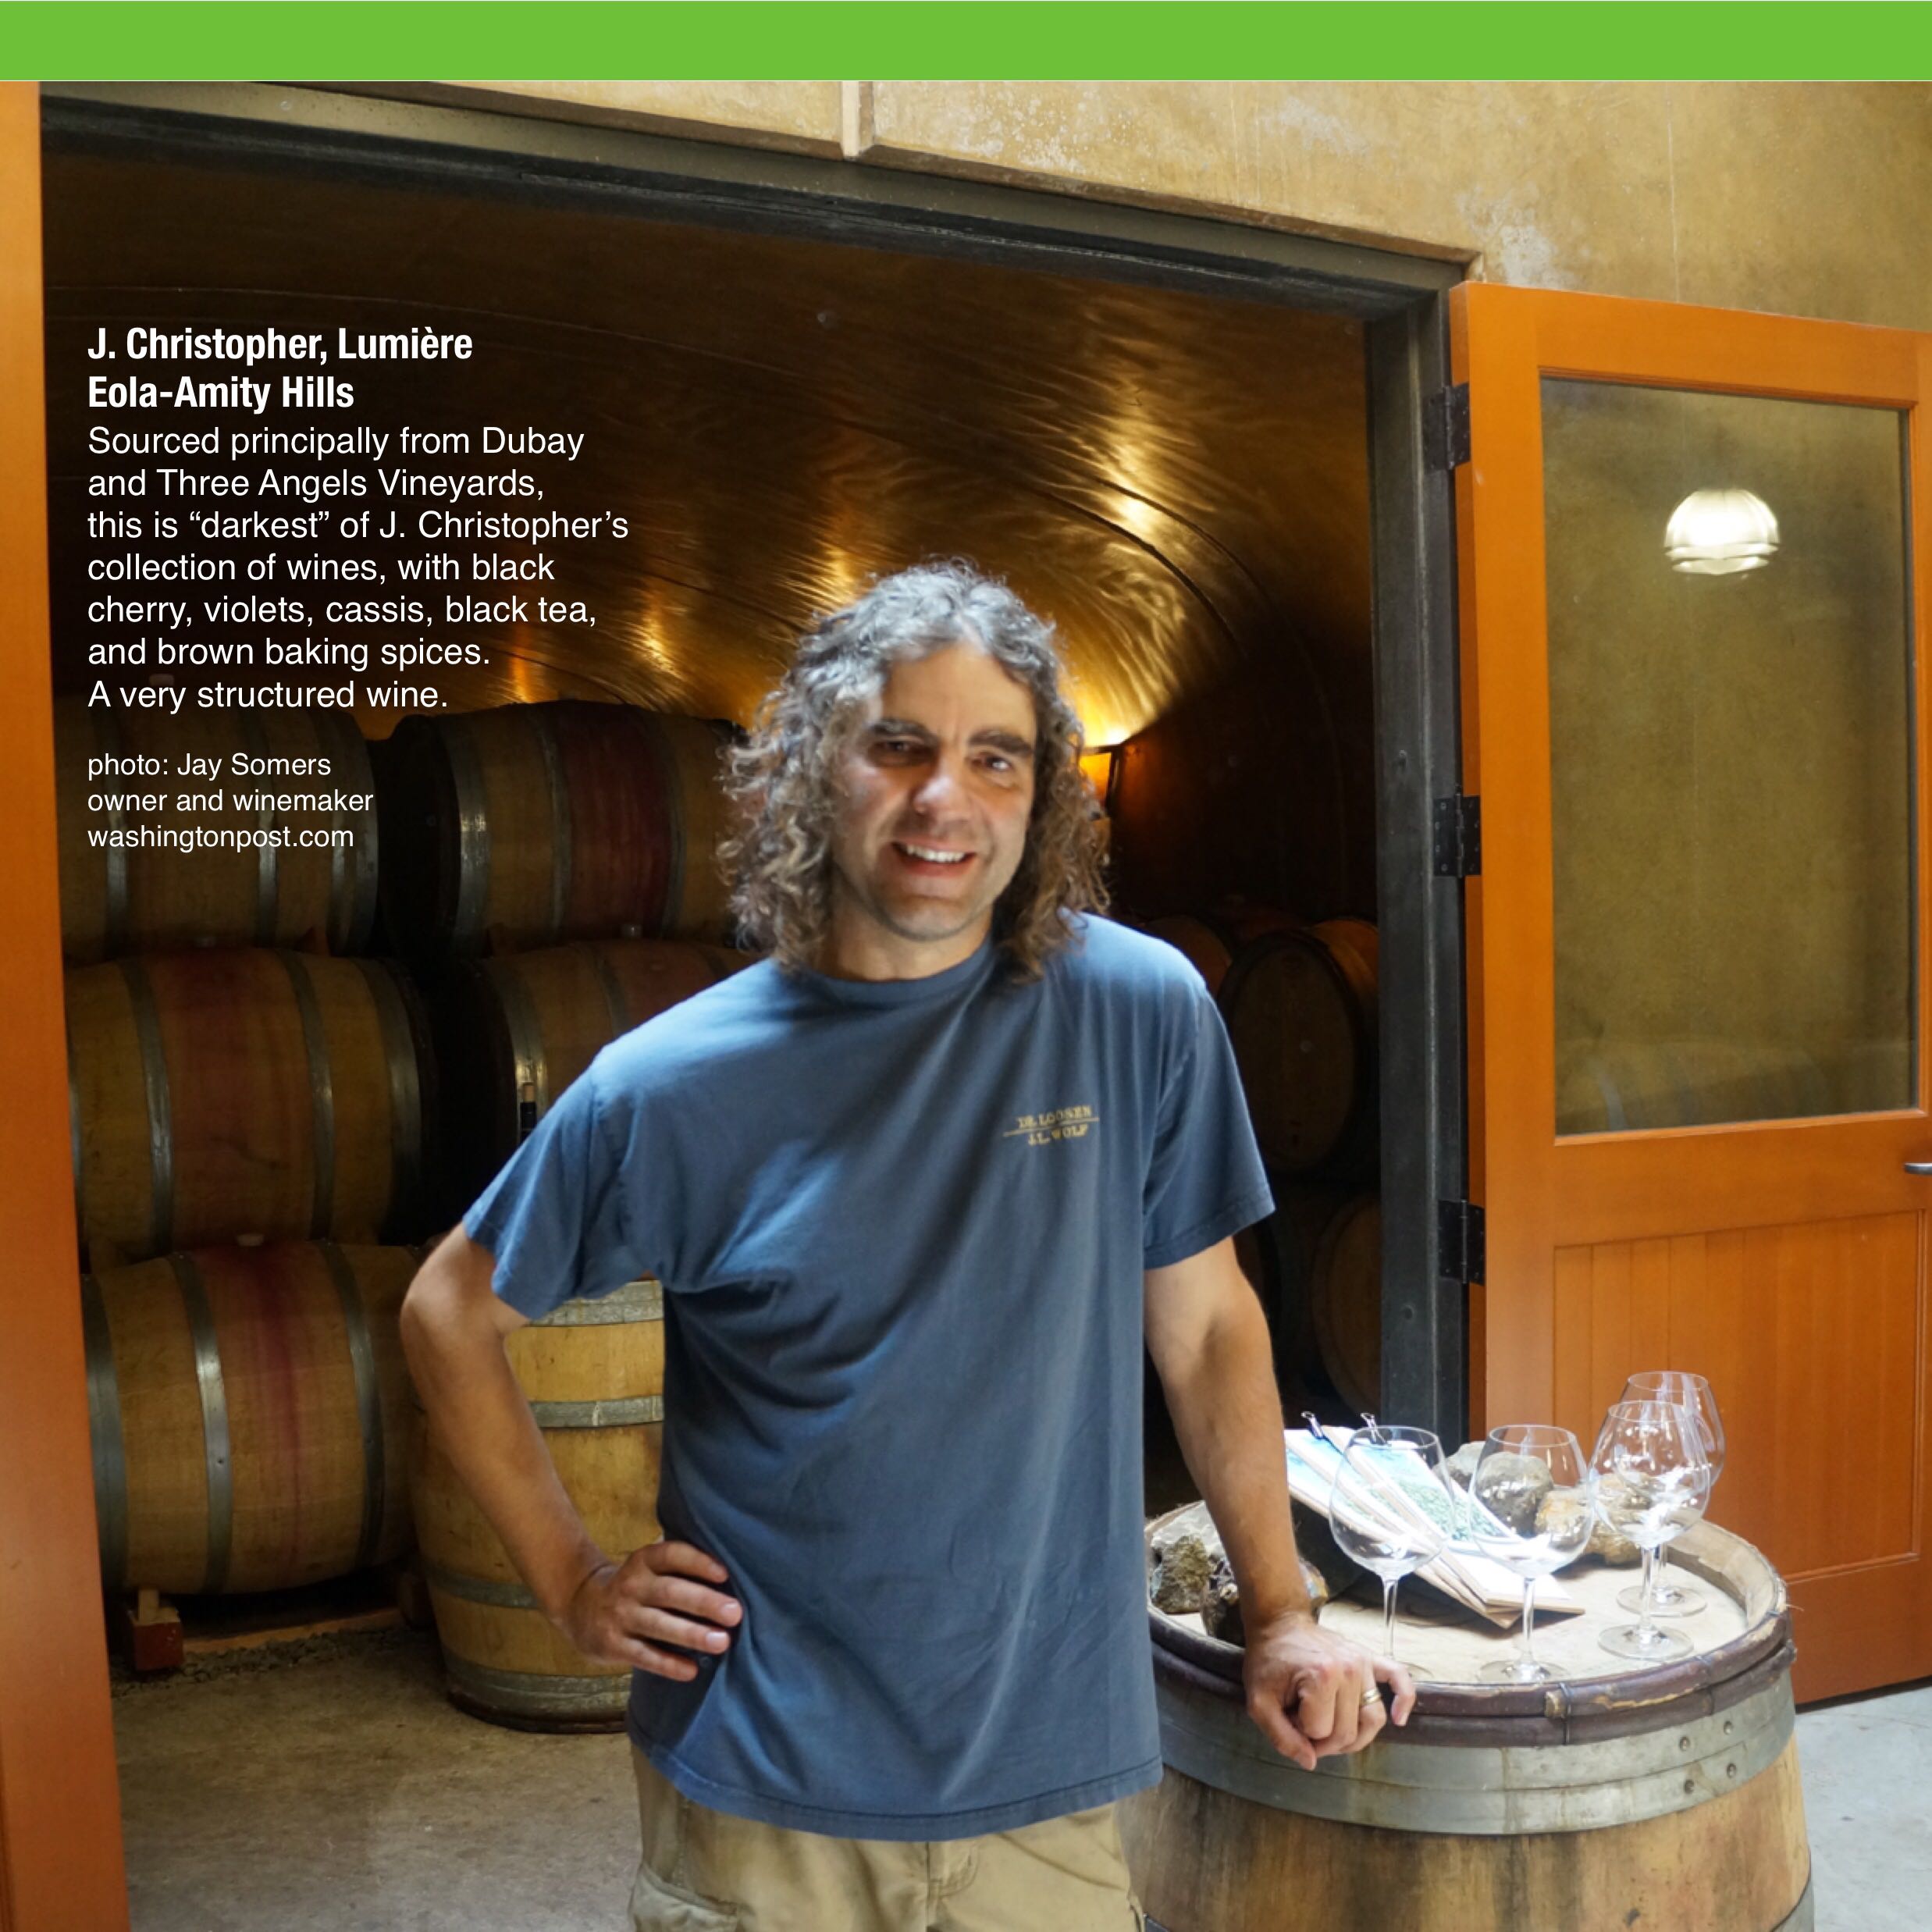 J. Christopher, Lumière
Eola-Amity Hills
Sourced principally from Dubay
and Three Angels Vineyards,
this is “darkest” of J. Christopher’s
collection of wines, with black
cherry, violets, cassis, black tea,
and brown baking spices.
A very structured wine.
photo: Jay Somers
owner and winemaker
washingtonpost.com
DR. LOOSEN
J.L. WOLF